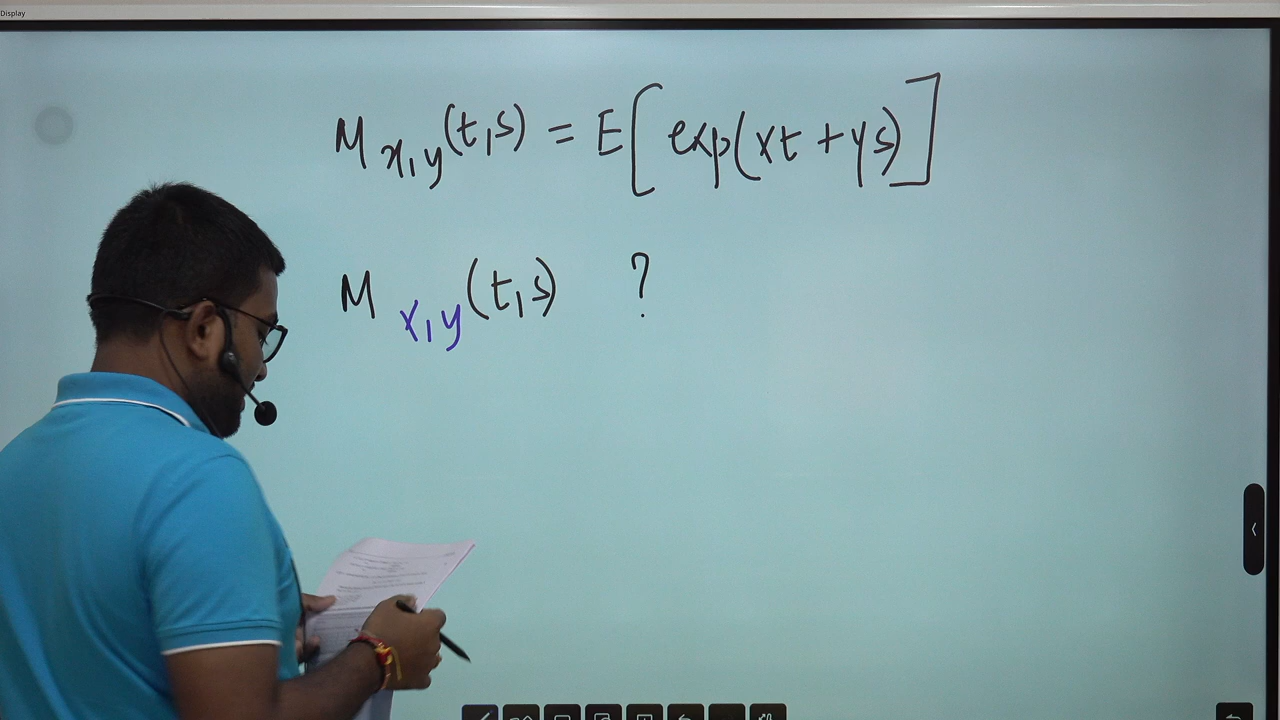 Display
M x,y (t,s) = E[ exp(xt + ys) ]
M x,y (t,s) ?